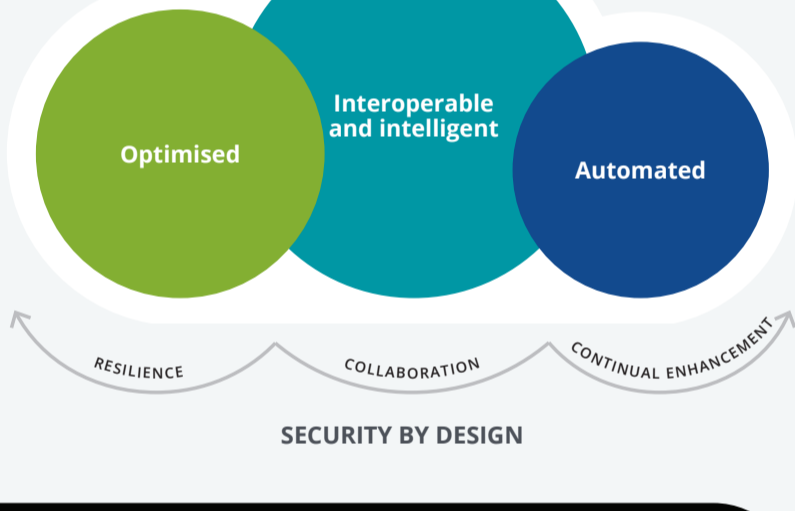 Interoperable
and intelligent
Optimised
Automated
RESILIENCE
COLLABORATION
CONTINUAL ENHANCEMENT
SECURITY BY DESIGN